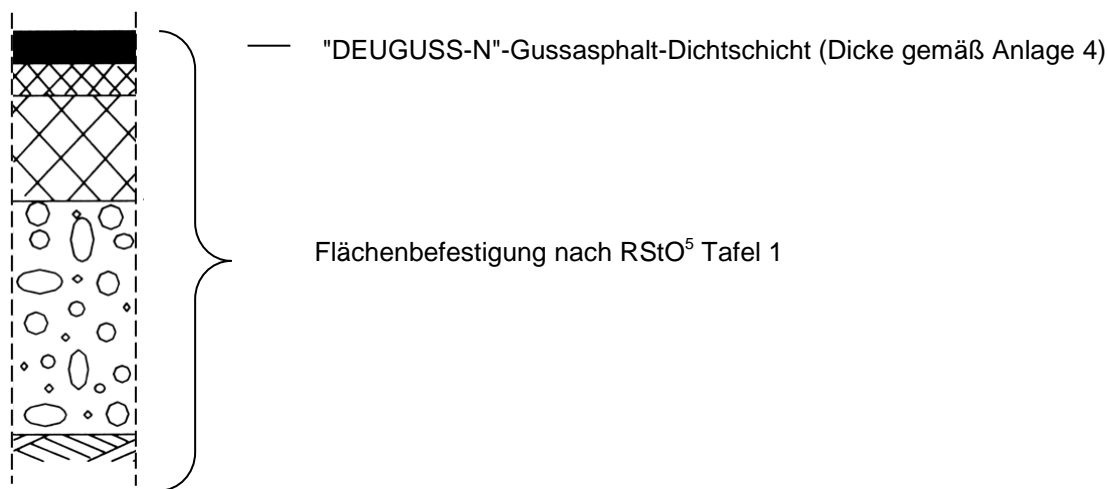 "DEUGUSS-N"-Gussasphalt-Dichtschicht (Dicke gemäß Anlage 4)
Flächenbefestigung nach RStO⁵ Tafel 1